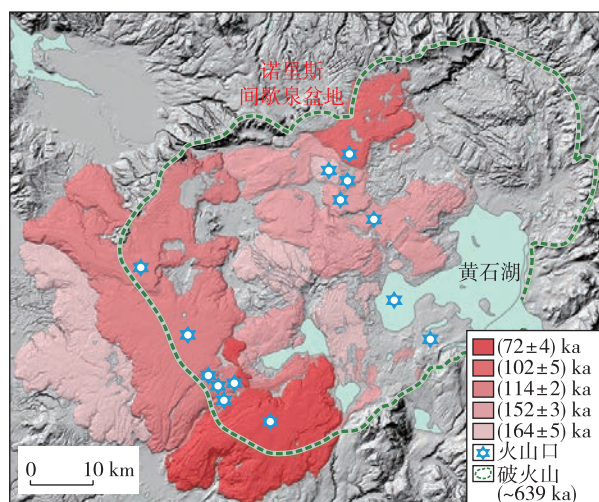 诺里斯
间歇泉盆地
黄石湖
(72±4) ka
(102±5) ka
(114±2) ka
(152±3) ka
(164±5) ka
火山口
破火山
(~639 ka)
0 10 km